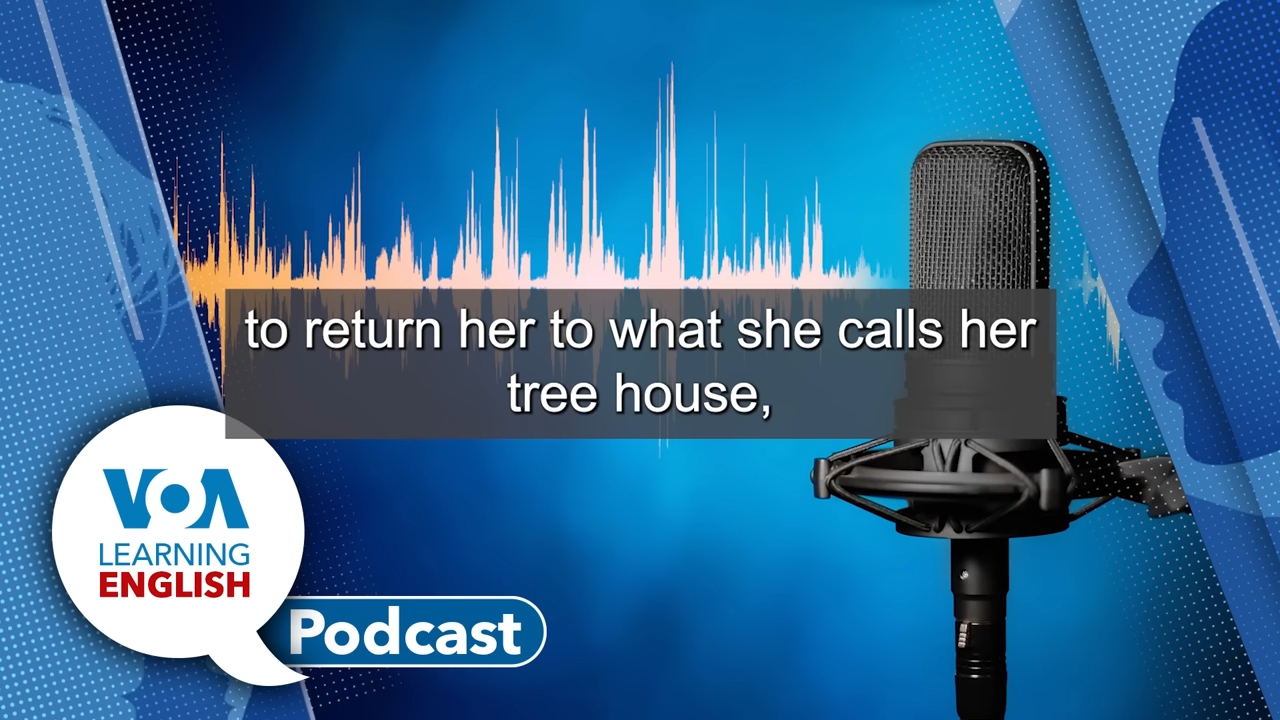 to return her to what she calls her
tree house,
VOA
LEARNING
ENGLISH
Podcast